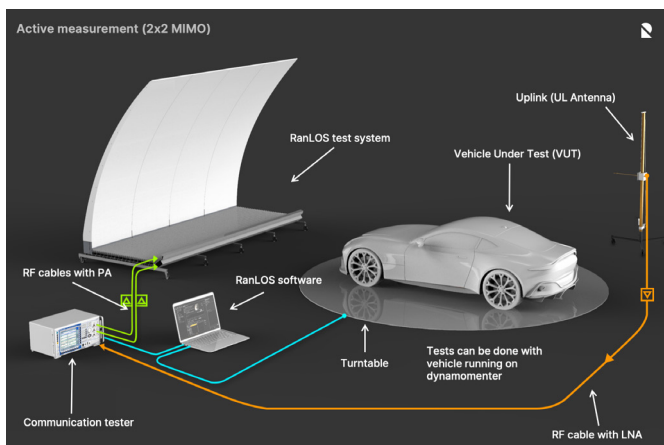 Active measurement (2x2 MIMO)
Uplink (UL Antenna)
RanLOS test system
Vehicle Under Test (VUT)
RF cables with PA
RanLOS software
Turntable
Tests can be done with
vehicle running on
dynamomenter
Communication tester
RF cable with LNA